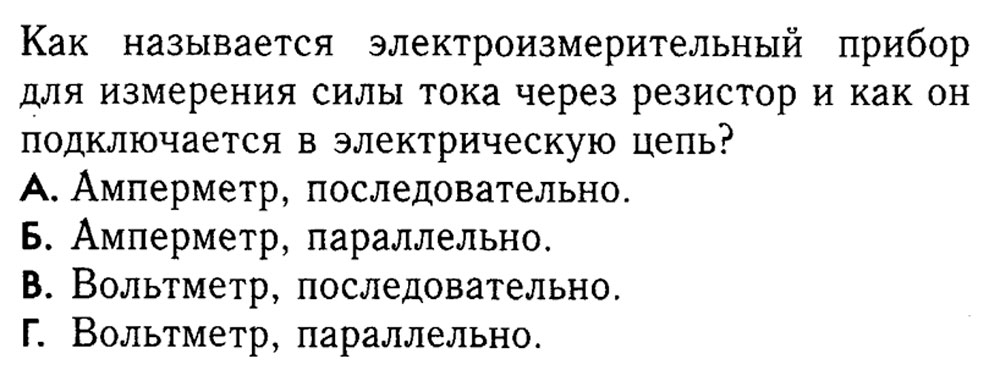 Как называется электроизмерительный прибор
для измерения силы тока через резистор и как он
подключается в электрическую цепь?
А. Амперметр, последовательно.
Б. Амперметр, параллельно.
В. Вольтметр, последовательно.
Г. Вольтметр, параллельно.